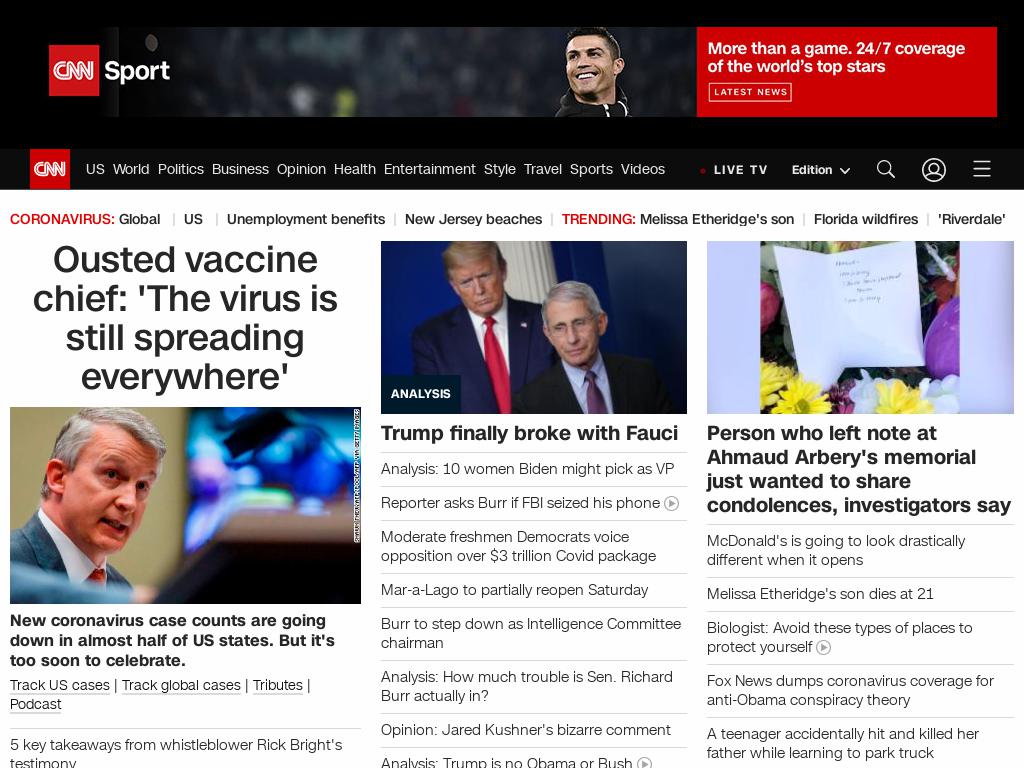 CNN Sport
More than a game. 24/7 coverage
of the world's top stars
LATEST NEWS
CNN US World Politics Business Opinion Health Entertainment Style Travel Sports Videos LIVE TV Edition
CORONAVIRUS: Global US Unemployment benefits New Jersey beaches TRENDING: Melissa Etheridge's son Florida wildfires 'Riverdale'
Ousted vaccine
chief: 'The virus is
still spreading
everywhere'
New coronavirus case counts are going
down in almost half of US states. But it's
too soon to celebrate.
Track US cases | Track global cases | Tributes |
Podcast
5 key takeaways from whistleblower Rick Bright's
testimony
ANALYSIS
Trump finally broke with Fauci
Analysis: 10 women Biden might pick as VP
Reporter asks Burr if FBI seized his phone
Moderate freshmen Democrats voice
opposition over $3 trillion Covid package
Mar-a-Lago to partially reopen Saturday
Burr to step down as Intelligence Committee
chairman
Analysis: How much trouble is Sen. Richard
Burr actually in?
Opinion: Jared Kushner's bizarre comment
Analysis: Trump is no Obama or Bush
Person who left note at
Ahmaud Arbery's memorial
just wanted to share
condolences, investigators say
McDonald's is going to look drastically
different when it opens
Melissa Etheridge's son dies at 21
Biologist: Avoid these types of places to
protect yourself
Fox News dumps coronavirus coverage for
anti-Obama conspiracy theory
A teenager accidentally hit and killed her
father while learning to park truck